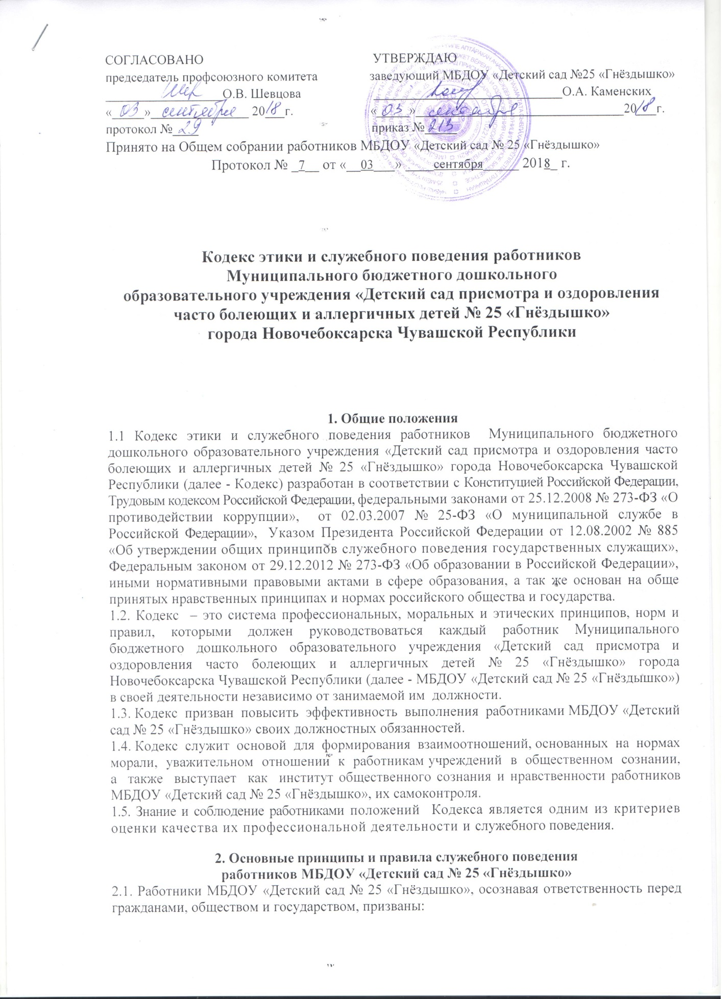 СОГЛАСОВАНО УТВЕРЖДАЮ
председатель профсоюзного комитета заведующий МБДОУ «Детский сад №25 «Гнёздышко»
О.В. Шевцова О.А. Каменских
«03» сентября 2018г. «03» сентября 2018г.
протокол № 29 приказ № 213
Принято на Общем собрании работников МБДОУ «Детский сад № 25 «Гнёздышко»
Протокол № _7__ от «__03___» ____сентября_____ 2018_ г.
Кодекс этики и служебного поведения работников
Муниципального бюджетного дошкольного
образовательного учреждения «Детский сад присмотра и оздоровления
часто болеющих и аллергичных детей № 25 «Гнёздышко»
города Новочебоксарска Чувашской Республики
1. Общие положения
1.1 Кодекс этики и служебного поведения работников Муниципального бюджетного
дошкольного образовательного учреждения «Детский сад присмотра и оздоровления часто
болеющих и аллергичных детей № 25 «Гнёздышко» города Новочебоксарска Чувашской
Республики (далее - Кодекс) разработан в соответствии с Конституцией Российской Федерации,
Трудовым кодексом Российской Федерации, федеральными законами от 25.12.2008 № 273-ФЗ «О
противодействии коррупции», от 02.03.2007 № 25-ФЗ «О муниципальной службе в
Российской Федерации», Указом Президента Российской Федерации от 12.08.2002 № 885
«Об утверждении общих принципов служебного поведения государственных служащих»,
Федеральным законом от 29.12.2012 № 273-ФЗ «Об образовании в Российской Федерации»,
иными нормативными правовыми актами в сфере образования, а так же основан на обще
принятых нравственных принципах и нормах российского общества и государства.
1.2. Кодекс – это система профессиональных, моральных и этических принципов, норм и
правил, которыми должен руководствоваться каждый работник Муниципального
бюджетного дошкольного образовательного учреждения «Детский сад присмотра и
оздоровления часто болеющих и аллергичных детей № 25 «Гнёздышко» города
Новочебоксарска Чувашской Республики (далее - МБДОУ «Детский сад № 25 «Гнёздышко»)
в своей деятельности независимо от занимаемой им должности.
1.3. Кодекс призван повысить эффективность выполнения работниками МБДОУ «Детский
сад № 25 «Гнёздышко» своих должностных обязанностей.
1.4. Кодекс служит основой для формирования взаимоотношений, основанных на нормах
морали, уважительном отношении к работникам учреждений в общественном сознании,
а также выступает как институт общественного сознания и нравственности работников
МБДОУ «Детский сад № 25 «Гнёздышко», их самоконтроля.
1.5. Знание и соблюдение работниками положений Кодекса является одним из критериев
оценки качества их профессиональной деятельности и служебного поведения.
2. Основные принципы и правила служебного поведения
работников МБДОУ «Детский сад № 25 «Гнёздышко»
2.1. Работники МБДОУ «Детский сад № 25 «Гнёздышко», осознавая ответственность перед
гражданами, обществом и государством, призваны: